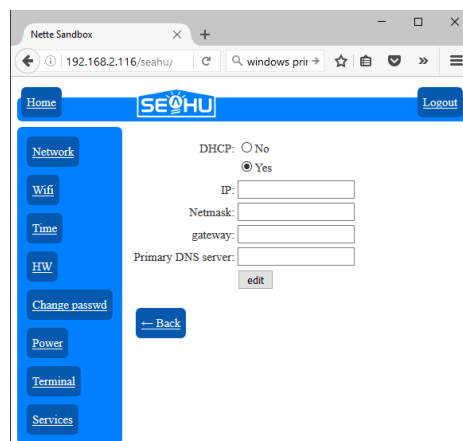 Nette Sandbox
192.168.2.116/seahu/
windows prii
Home
SEAHU
Logout
Network
Wifi
Time
HW
Change passwd
Power
Terminal
Services
DHCP: No
Yes
IP:
Netmask:
gateway:
Primary DNS server:
edit
← Back